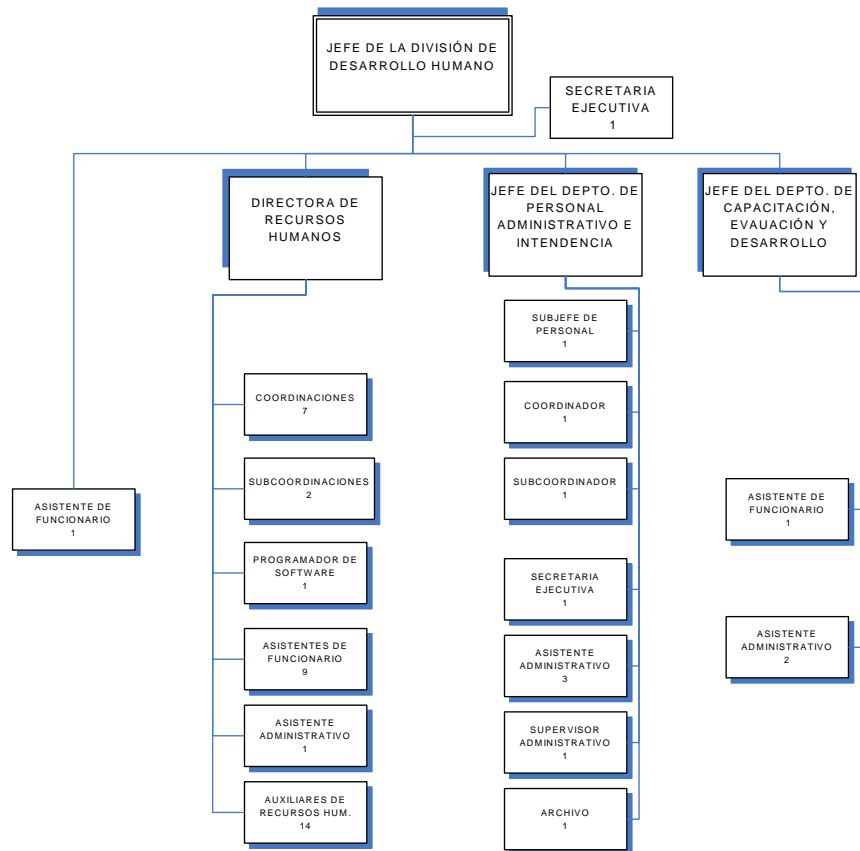 JEFE DE LA DIVISIÓN DE
DESARROLLO HUMANO
SECRETARIA
EJECUTIVA
1
DIRECTORA DE
RECURSOS
HUMANOS
JEFE DEL DEPTO. DE
PERSONAL
ADMINISTRATIVO E
INTENDENCIA
JEFE DEL DEPTO. DE
CAPACITACIÓN,
EVAUACIÓN Y
DESARROLLO
ASISTENTE DE
FUNCIONARIO
1
COORDINACIONES
7
SUBCOORDINACIONES
2
PROGRAMADOR DE
SOFTWARE
1
ASISTENTES DE
FUNCIONARIO
9
ASISTENTE
ADMINISTRATIVO
1
AUXILIARES DE
RECURSOS HUM.
14
SUBJEFE DE
PERSONAL
1
COORDINADOR
1
SUBCOORDINADOR
1
SECRETARIA
EJECUTIVA
1
ASISTENTE
ADMINISTRATIVO
3
SUPERVISOR
ADMINISTRATIVO
1
ARCHIVO
1
ASISTENTE DE
FUNCIONARIO
1
ASISTENTE
ADMINISTRATIVO
2